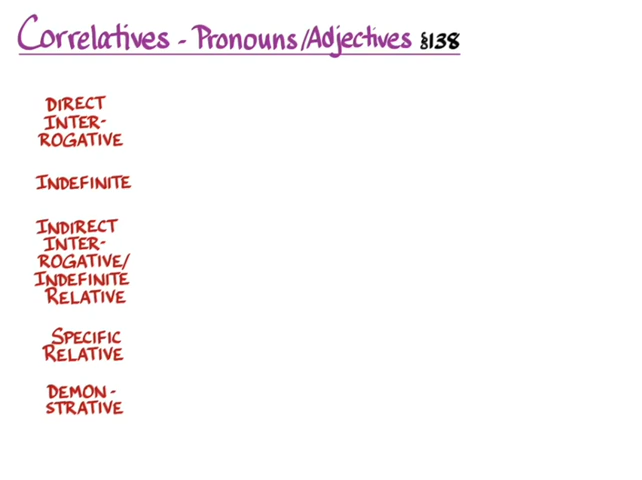 Correlatives - Pronouns/Adjectives §138
DIRECT
INTER-
ROGATIVE
INDEFINITE
INDIRECT
INTER-
ROGATIVE/
INDEFINITE
RELATIVE
SPECIFIC
RELATIVE
DEMON-
STRATIVE